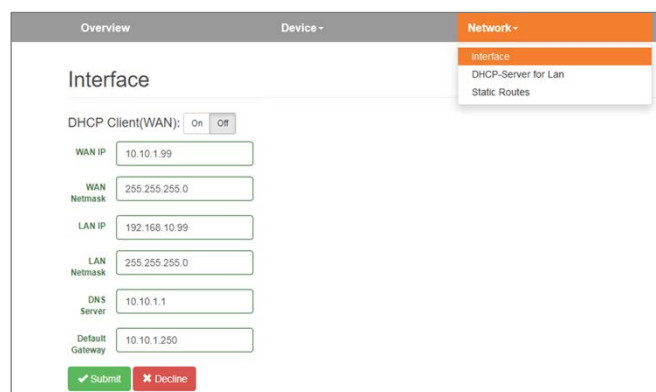 Overview Device Network
Interface
DHCP-Server for Lan
Static Routes
Interface
DHCP Client(WAN): On Off
WAN IP 10.10.1.99
WAN Netmask 255.255.255.0
LAN IP 192.168.10.99
LAN Netmask 255.255.255.0
DNS Server 10.10.1.1
Default Gateway 10.10.1.250
Submit Decline